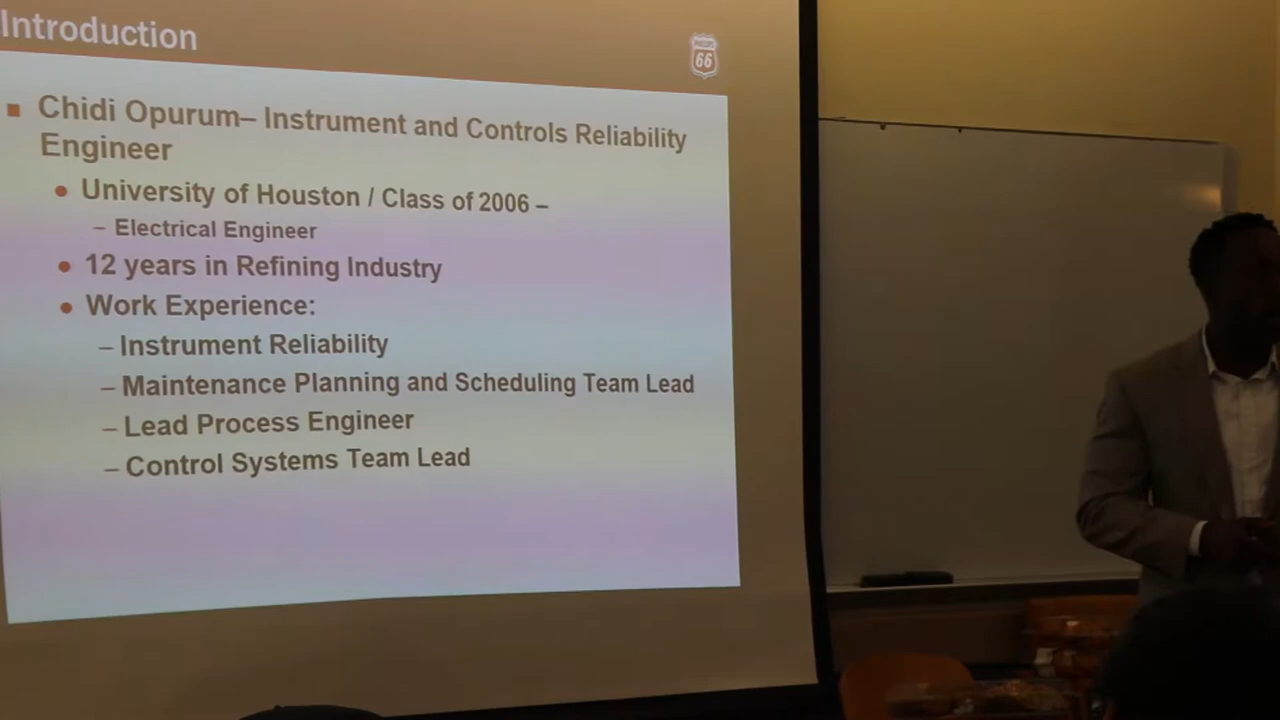 Introduction
PHILLIPS
66
Chidi Opurum– Instrument and Controls Reliability
Engineer
University of Houston / Class of 2006 –
– Electrical Engineer
12 years in Refining Industry
Work Experience:
– Instrument Reliability
– Maintenance Planning and Scheduling Team Lead
– Lead Process Engineer
– Control Systems Team Lead